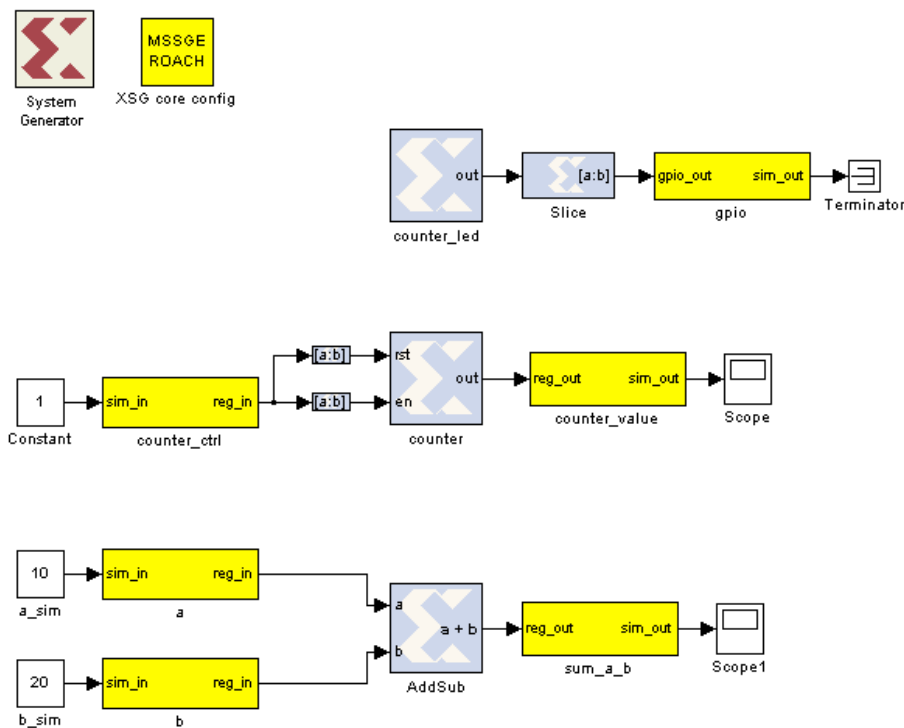 MSSGE
ROACH
System
Generator
XSG core config
out
[a:b]
gpio_out
sim_out
counter_led
Slice
gpio
Terminator
1
sim_in
reg_in
[a:b]
[a:b]
rst
en
out
reg_out
sim_out
Constant
counter_ctrl
counter
counter_value
Scope
10
sim_in
reg_in
a_sim
a
20
sim_in
reg_in
b_sim
b
a
b
a + b
AddSub
reg_out
sim_out
sum_a_b
Scope1